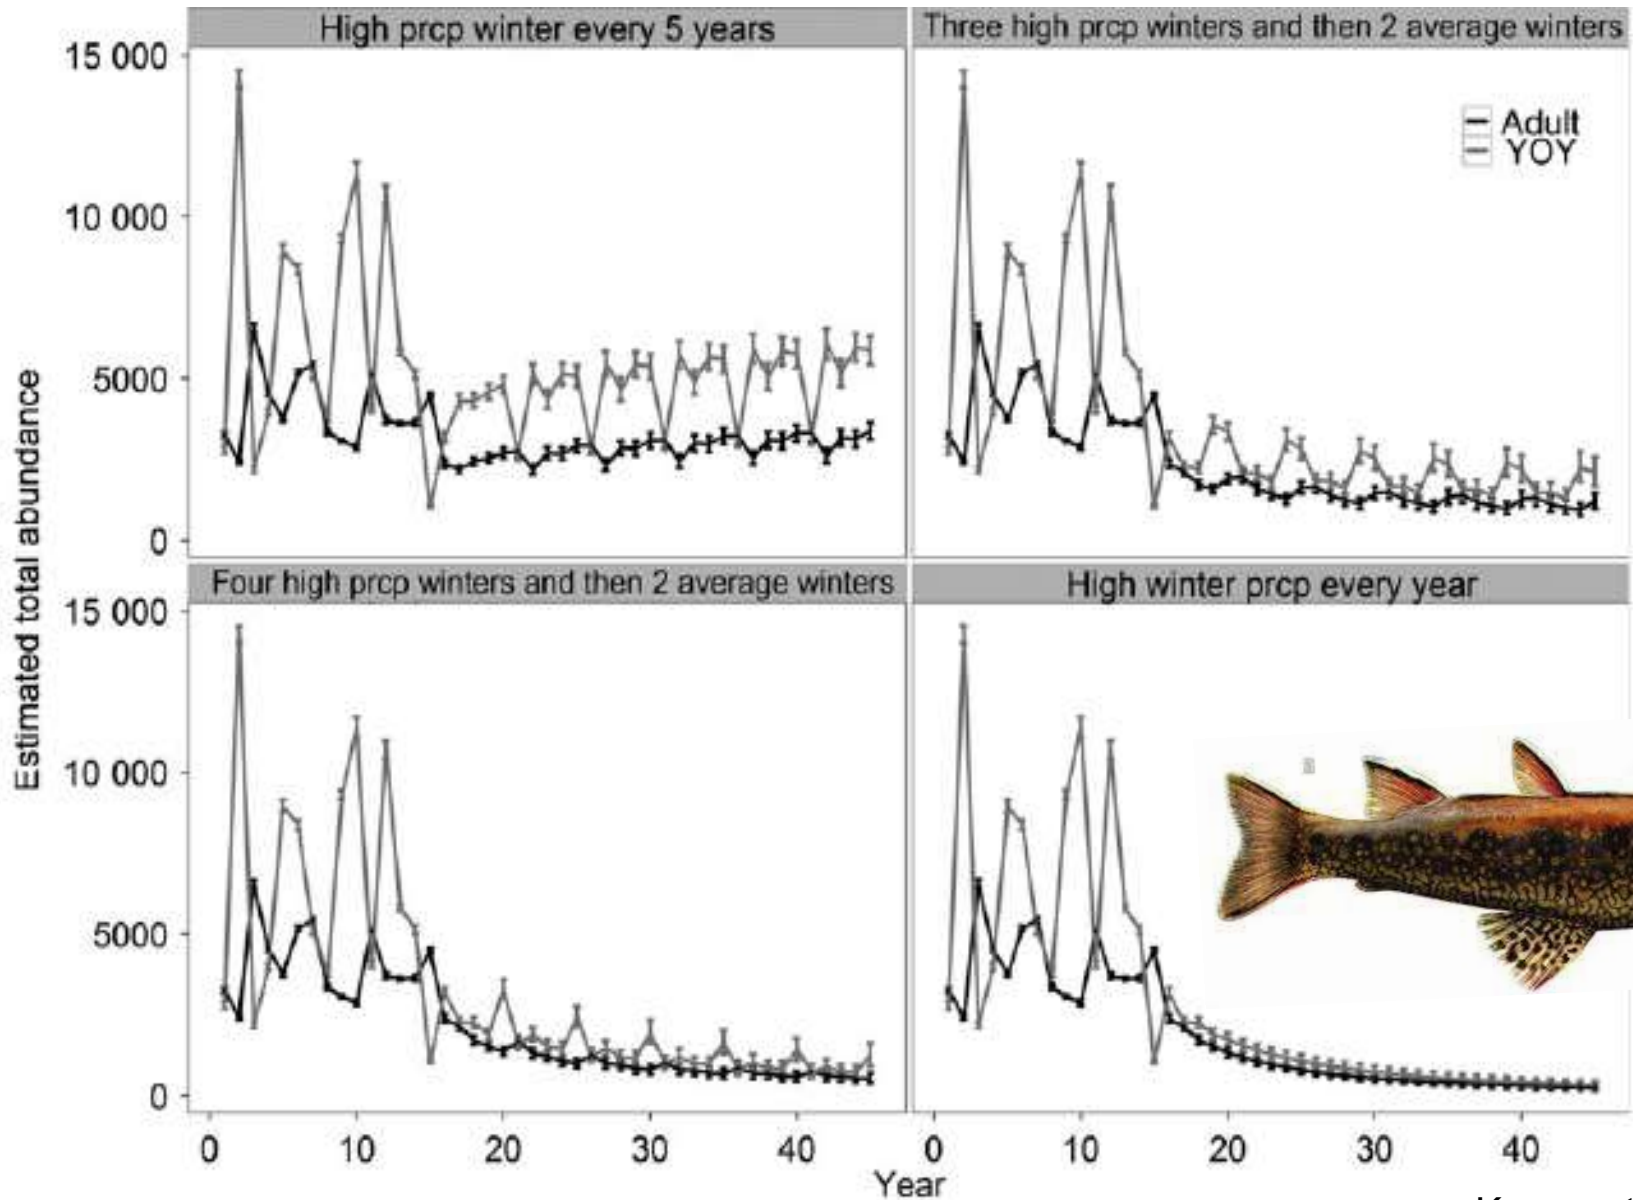 High prcp winter every 5 years
Three high prcp winters and then 2 average winters
15 000
10 000
5000
0
Adult
YOY
Estimated total abundance
Four high prcp winters and then 2 average winters
High winter prcp every year
15 000
10 000
5000
0
0 10 20 30 40
0 10 20 30 40
Year